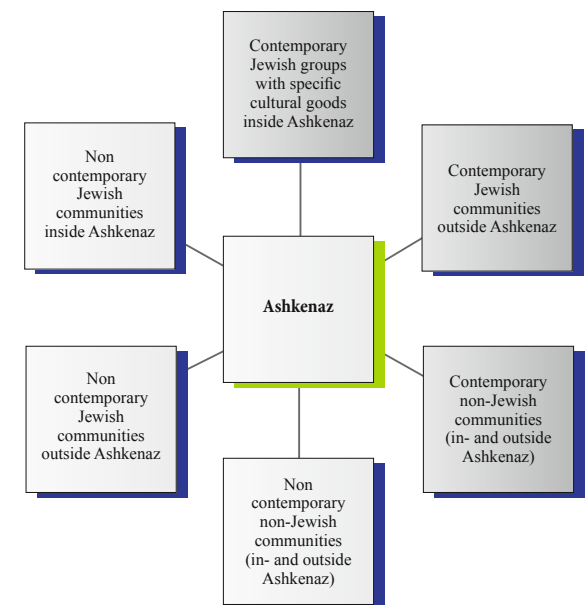 Contemporary
Jewish groups
with specific
cultural goods
inside Ashkenaz
Non
contemporary
Jewish
communities
inside Ashkenaz
Contemporary
Jewish
communities
outside Ashkenaz
Ashkenaz
Non
contemporary
Jewish
communities
outside Ashkenaz
Contemporary
non-Jewish
communities
(in- and outside
Ashkenaz)
Non
contemporary
non-Jewish
communities
(in- and outside
Ashkenaz)